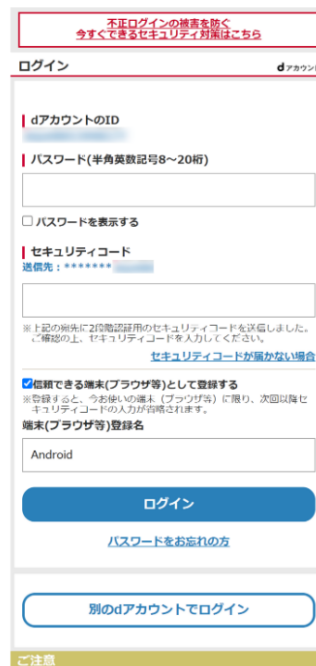 不正ログインの被害を防ぐ
今すぐできるセキュリティ対策はこちら
ログイン
dアカウント
dアカウントのID
パスワード(半角英数記号8～20桁)
パスワードを表示する
セキュリティコード
送信先：*******
※上記の宛先に2段階認証用のセキュリティコードを送信しました。
ご確認の上、セキュリティコードを入力してください。
セキュリティコードが届かない場合
信頼できる端末(ブラウザ等)として登録する
※登録すると、今お使いの端末（ブラウザ等）に限り、次回以降セ
キュリティコードの入力が省略されます。
端末(ブラウザ等)登録名
Android
ログイン
パスワードをお忘れの方
別のdアカウントでログイン
ご注意